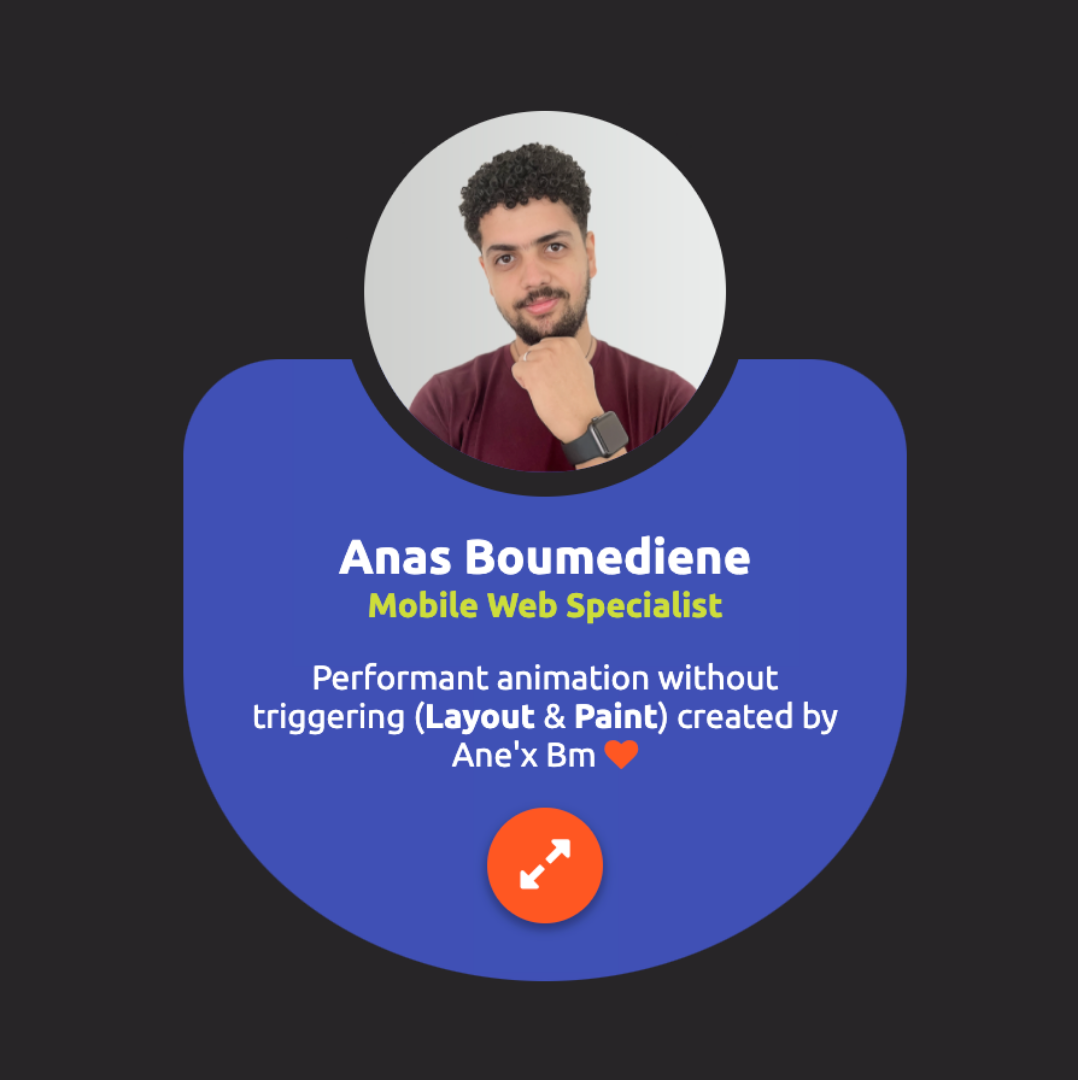 Anas Boumediene
Mobile Web Specialist
Performant animation without
triggering (Layout & Paint) created by
Ane'x Bm 🧡